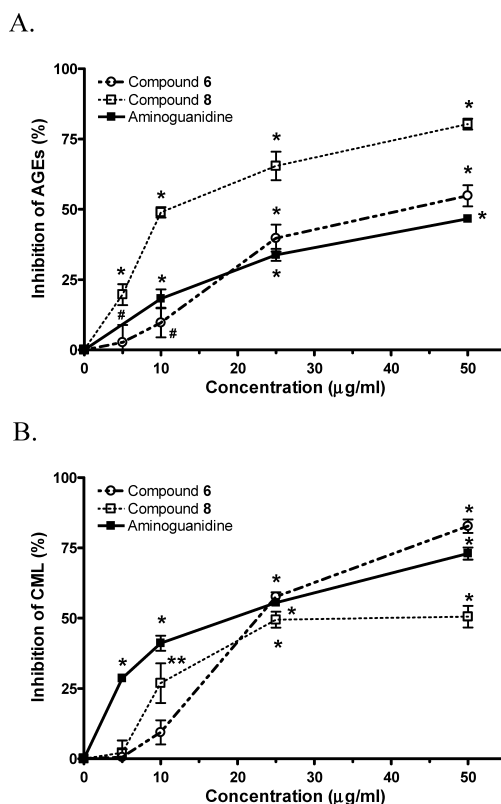 A.
100
75
50
25
0
Inhibition of AGEs (%)
Compound 6
Compound 8
Aminoguanidine
*
*
*
*
*
*
*
*
*
#
#
0 10 20 30 40 50
Concentration (μg/ml)
B.
100
75
50
25
0
Inhibition of CML (%)
Compound 6
Compound 8
Aminoguanidine
*
*
*
*
*
*
*
*
**
0 10 20 30 40 50
Concentration (μg/ml)